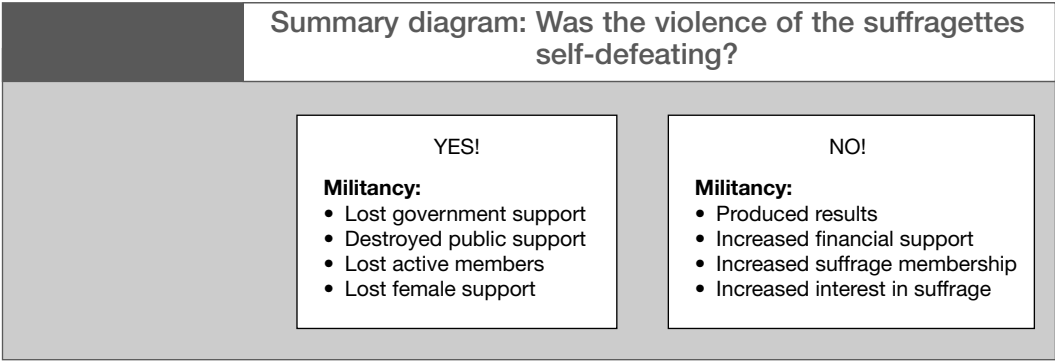 Summary diagram: Was the violence of the suffragettes
self-defeating?
YES!
Militancy:
• Lost government support
• Destroyed public support
• Lost active members
• Lost female support
NO!
Militancy:
• Produced results
• Increased financial support
• Increased suffrage membership
• Increased interest in suffrage